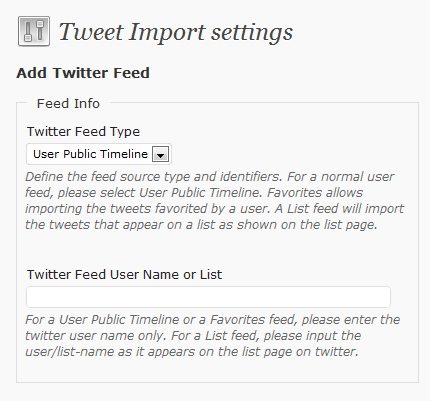 Tweet Import settings
Add Twitter Feed
Feed Info
Twitter Feed Type
User Public Timeline
Define the feed source type and identifiers. For a normal user
feed, please select User Public Timeline. Favorites allows
importing the tweets favorited by a user. A List feed will import
the tweets that appear on a list as shown on the list page.
Twitter Feed User Name or List
For a User Public Timeline or a Favorites feed, please enter the
twitter user name only. For a List feed, please input the
user/list-name as it appears on the list page on twitter.